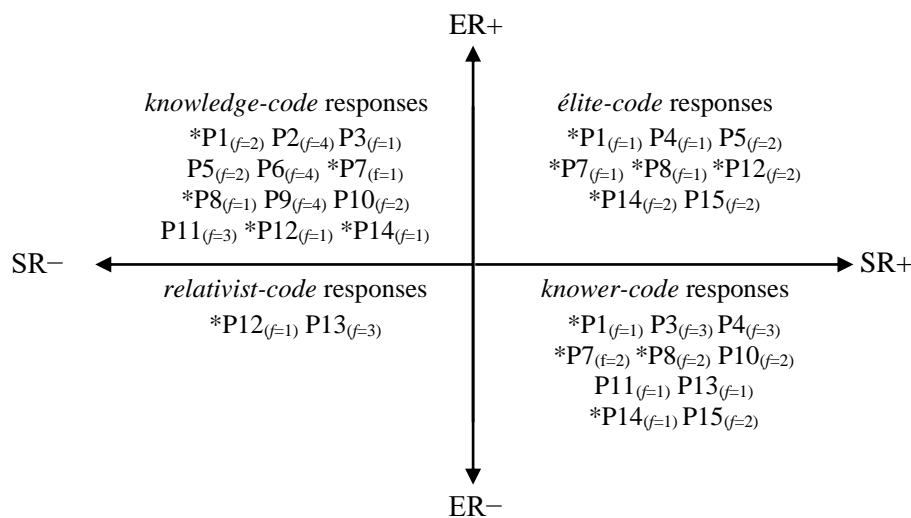 ER+
knowledge-code responses
*P1(f=2) P2(f=4) P3(f=1)
P5(f=2) P6(f=4) *P7(f=1)
*P8(f=1) P9(f=4) P10(f=2)
P11(f=3) *P12(f=1) *P14(f=1)
élite-code responses
*P1(f=1) P4(f=1) P5(f=2)
*P7(f=1) *P8(f=1) *P12(f=2)
*P14(f=2) P15(f=2)
SR−
SR+
relativist-code responses
*P12(f=1) P13(f=3)
knower-code responses
*P1(f=1) P3(f=3) P4(f=3)
*P7(f=2) *P8(f=2) P10(f=2)
P11(f=1) P13(f=1)
*P14(f=1) P15(f=2)
ER−